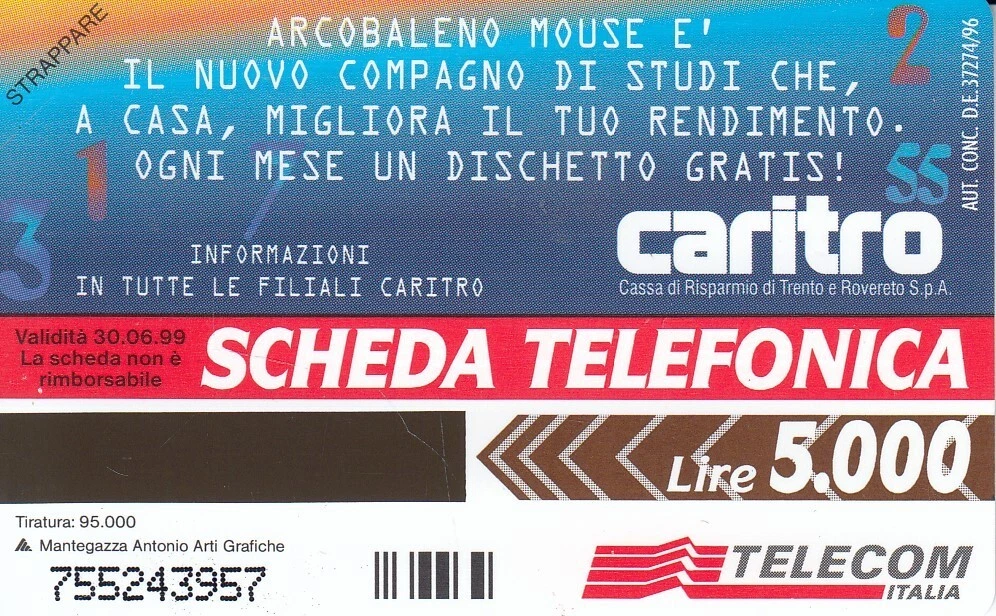 STRAPPARE
ARCOBALENO MOUSE E'
IL NUOVO COMPAGNO DI STUDI CHE,
A CASA, MIGLIORA IL TUO RENDIMENTO.
OGNI MESE UN DISCHETTO GRATIS!
2
1
7
3
55
AUT. CONC. D.E.37274/96
INFORMAZIONI
IN TUTTE LE FILIALI CARITRO
caritro
Cassa di Risparmio di Trento e Rovereto S.p.A.
Validità 30.06.99
La scheda non è
rimborsabile
SCHEDA TELEFONICA
Lire 5.000
Tiratura: 95.000
Mantegazza Antonio Arti Grafiche
755243957
TELECOM
ITALIA